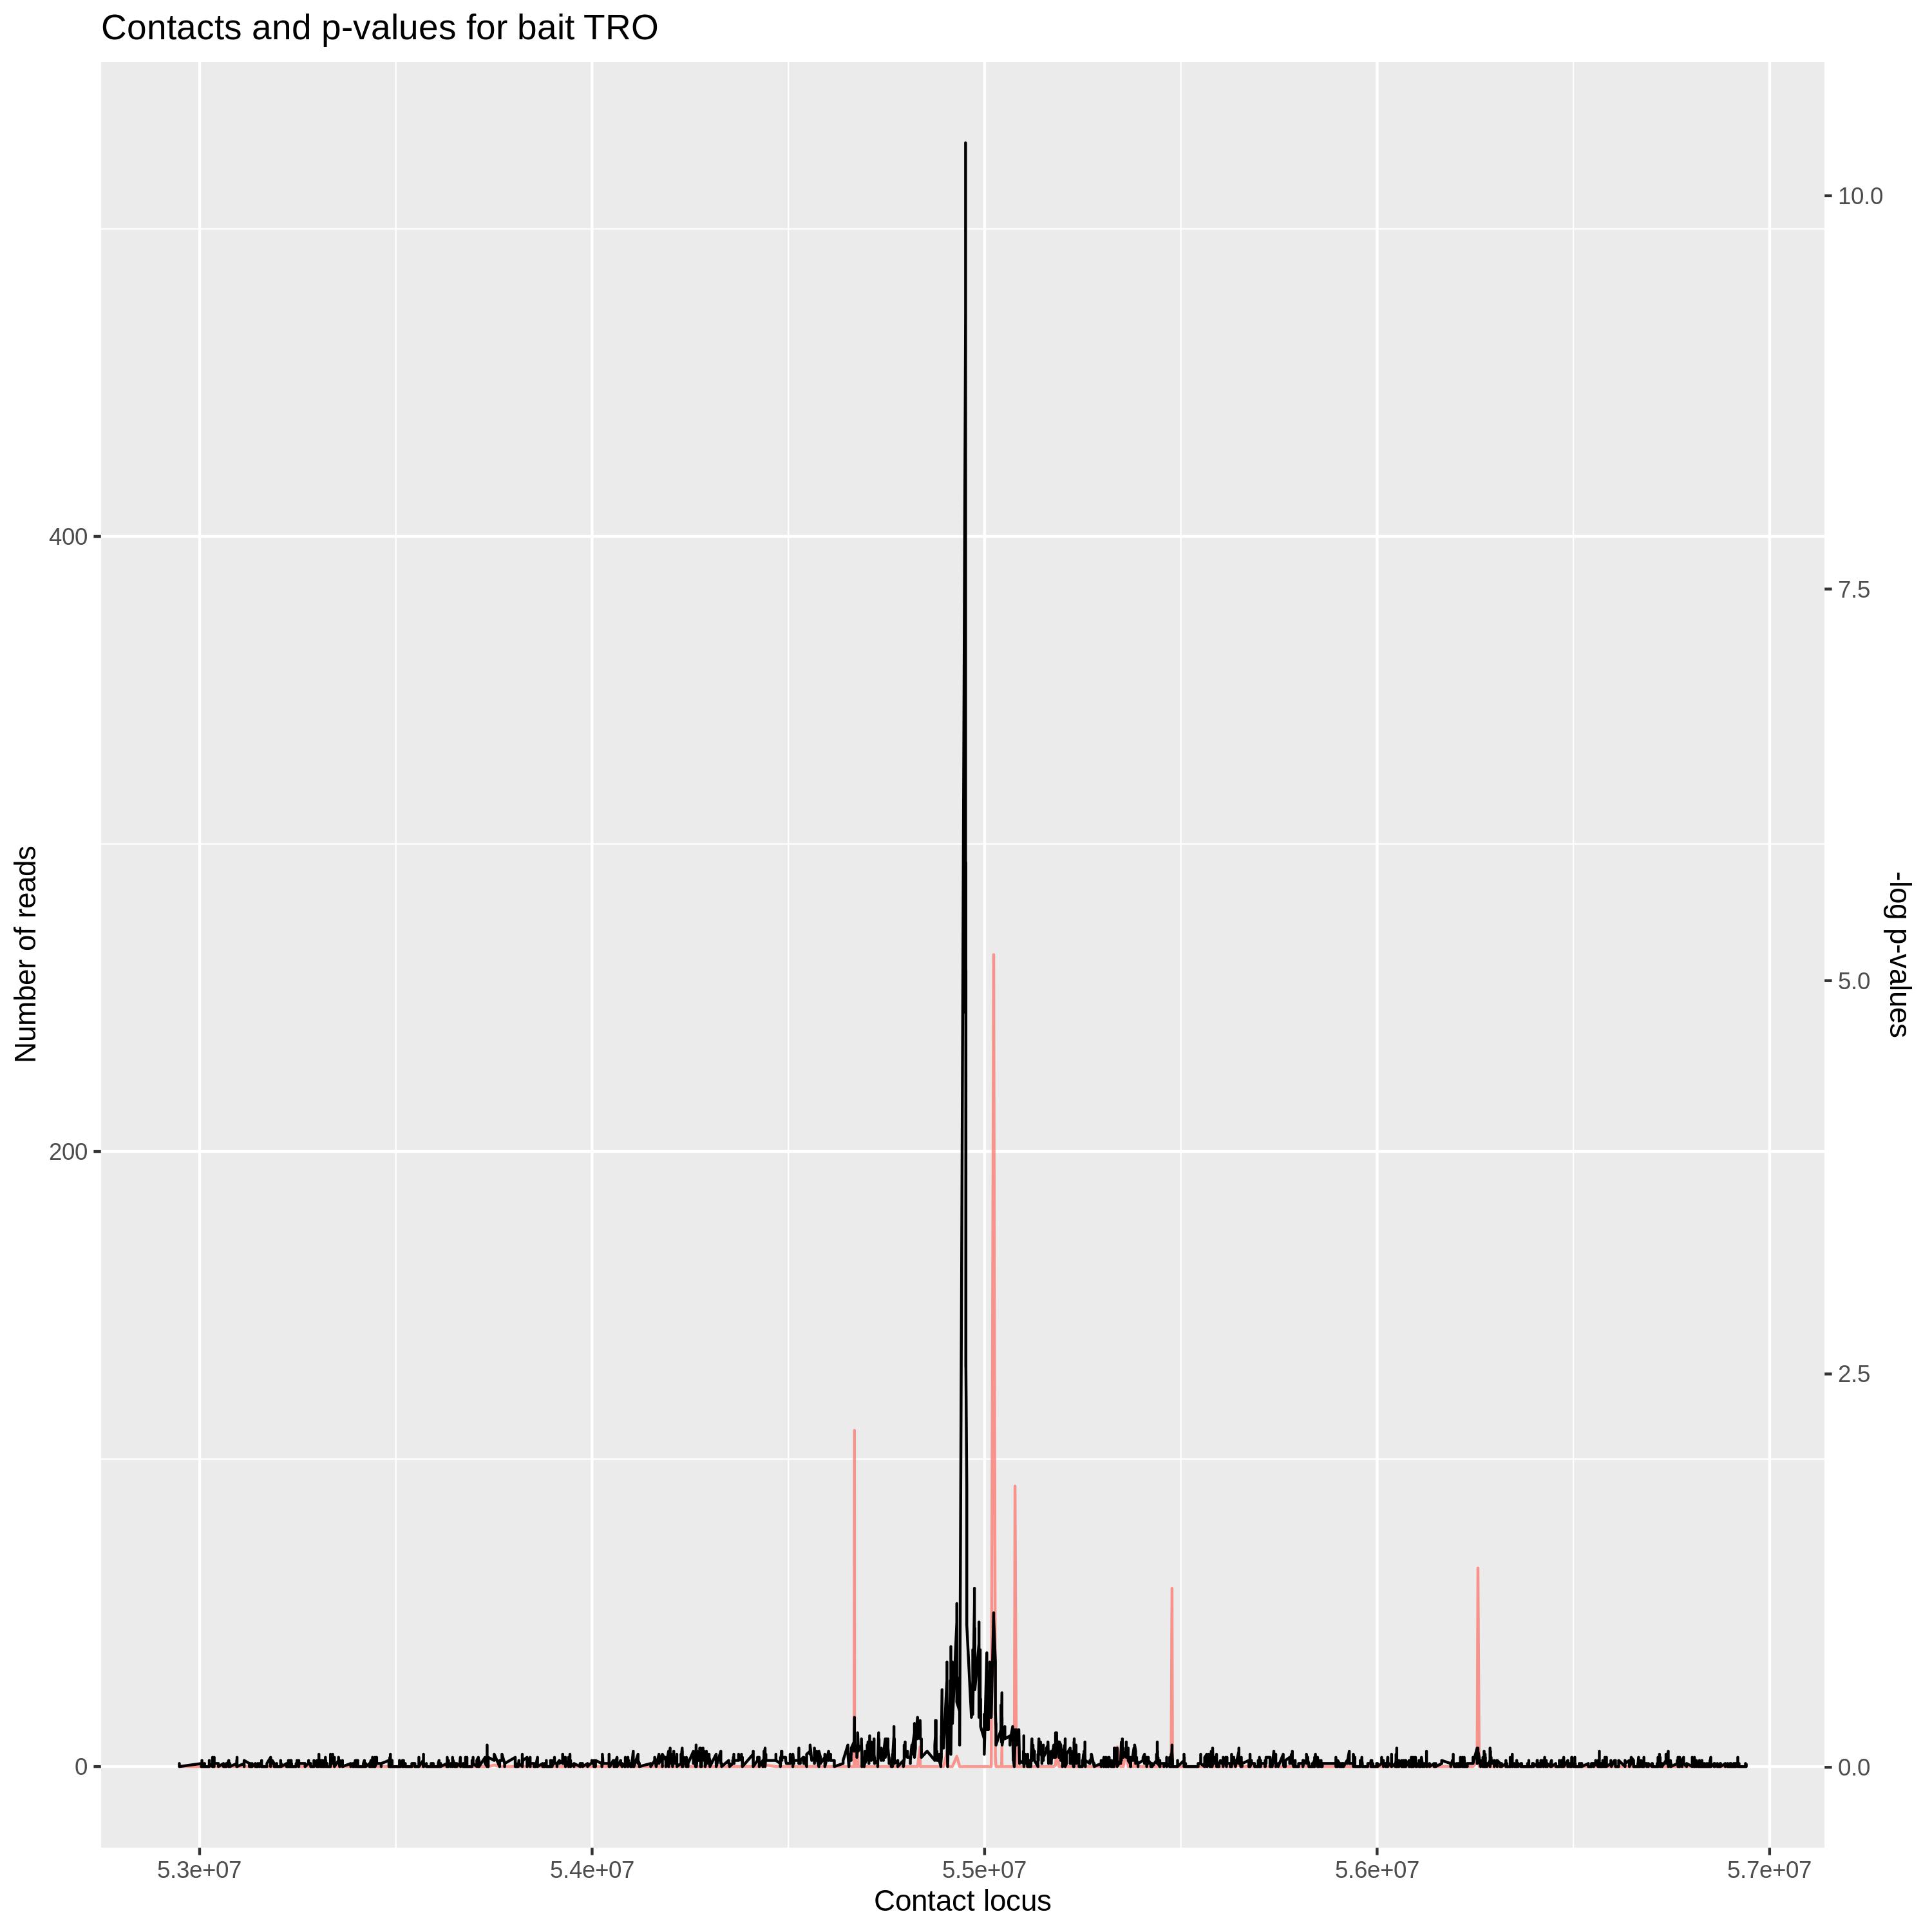 Contacts and p-values for bait TRO
Number of reads
400
200
0
10.0
7.5
5.0
2.5
0.0
-log p-values
5.3e+07 5.4e+07 5.5e+07 5.6e+07 5.7e+07
Contact locus